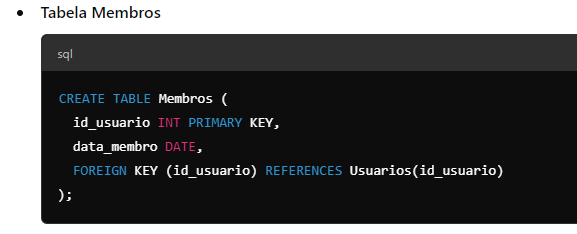 Tabela Membros
sql
CREATE TABLE Membros (
id_usuario INT PRIMARY KEY,
data_membro DATE,
FOREIGN KEY (id_usuario) REFERENCES Usuarios(id_usuario)
);